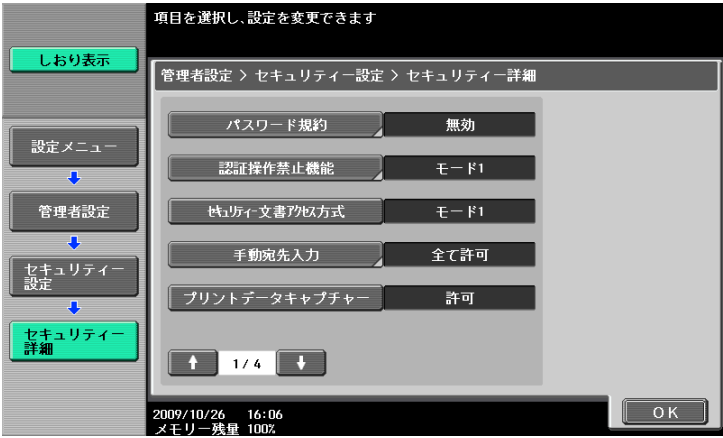 項目を選択し、設定を変更できます
しおり表示
管理者設定 > セキュリティー設定 > セキュリティー詳細
パスワード規約 無効
設定メニュー
認証操作禁止機能 モード1
管理者設定
セキュリティー文書アクセス方式 モード1
手動宛先入力 全て許可
セキュリティー
設定
プリントデータキャプチャー 許可
セキュリティー
詳細
1/ 4
2009/10/26 16:06
メモリー残量 100%
OK